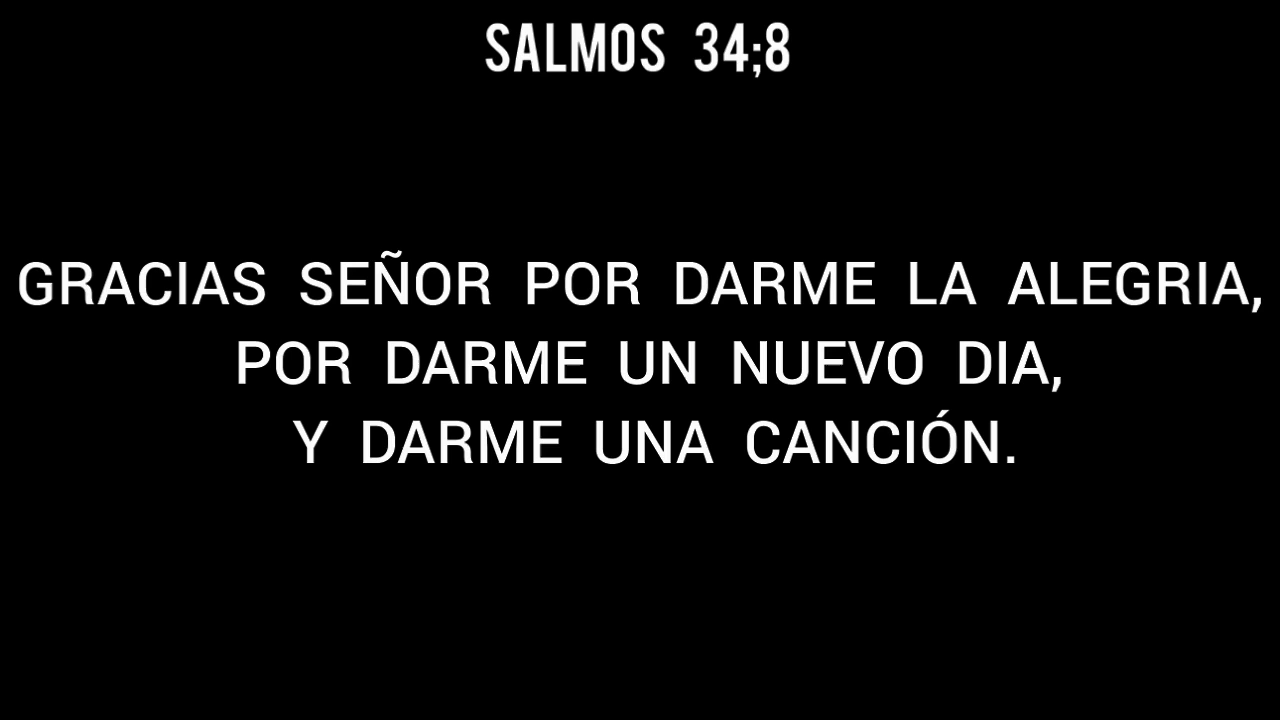 SALMOS 34;8
GRACIAS SEÑOR POR DARME LA ALEGRIA,
POR DARME UN NUEVO DIA,
Y DARME UNA CANCIÓN.